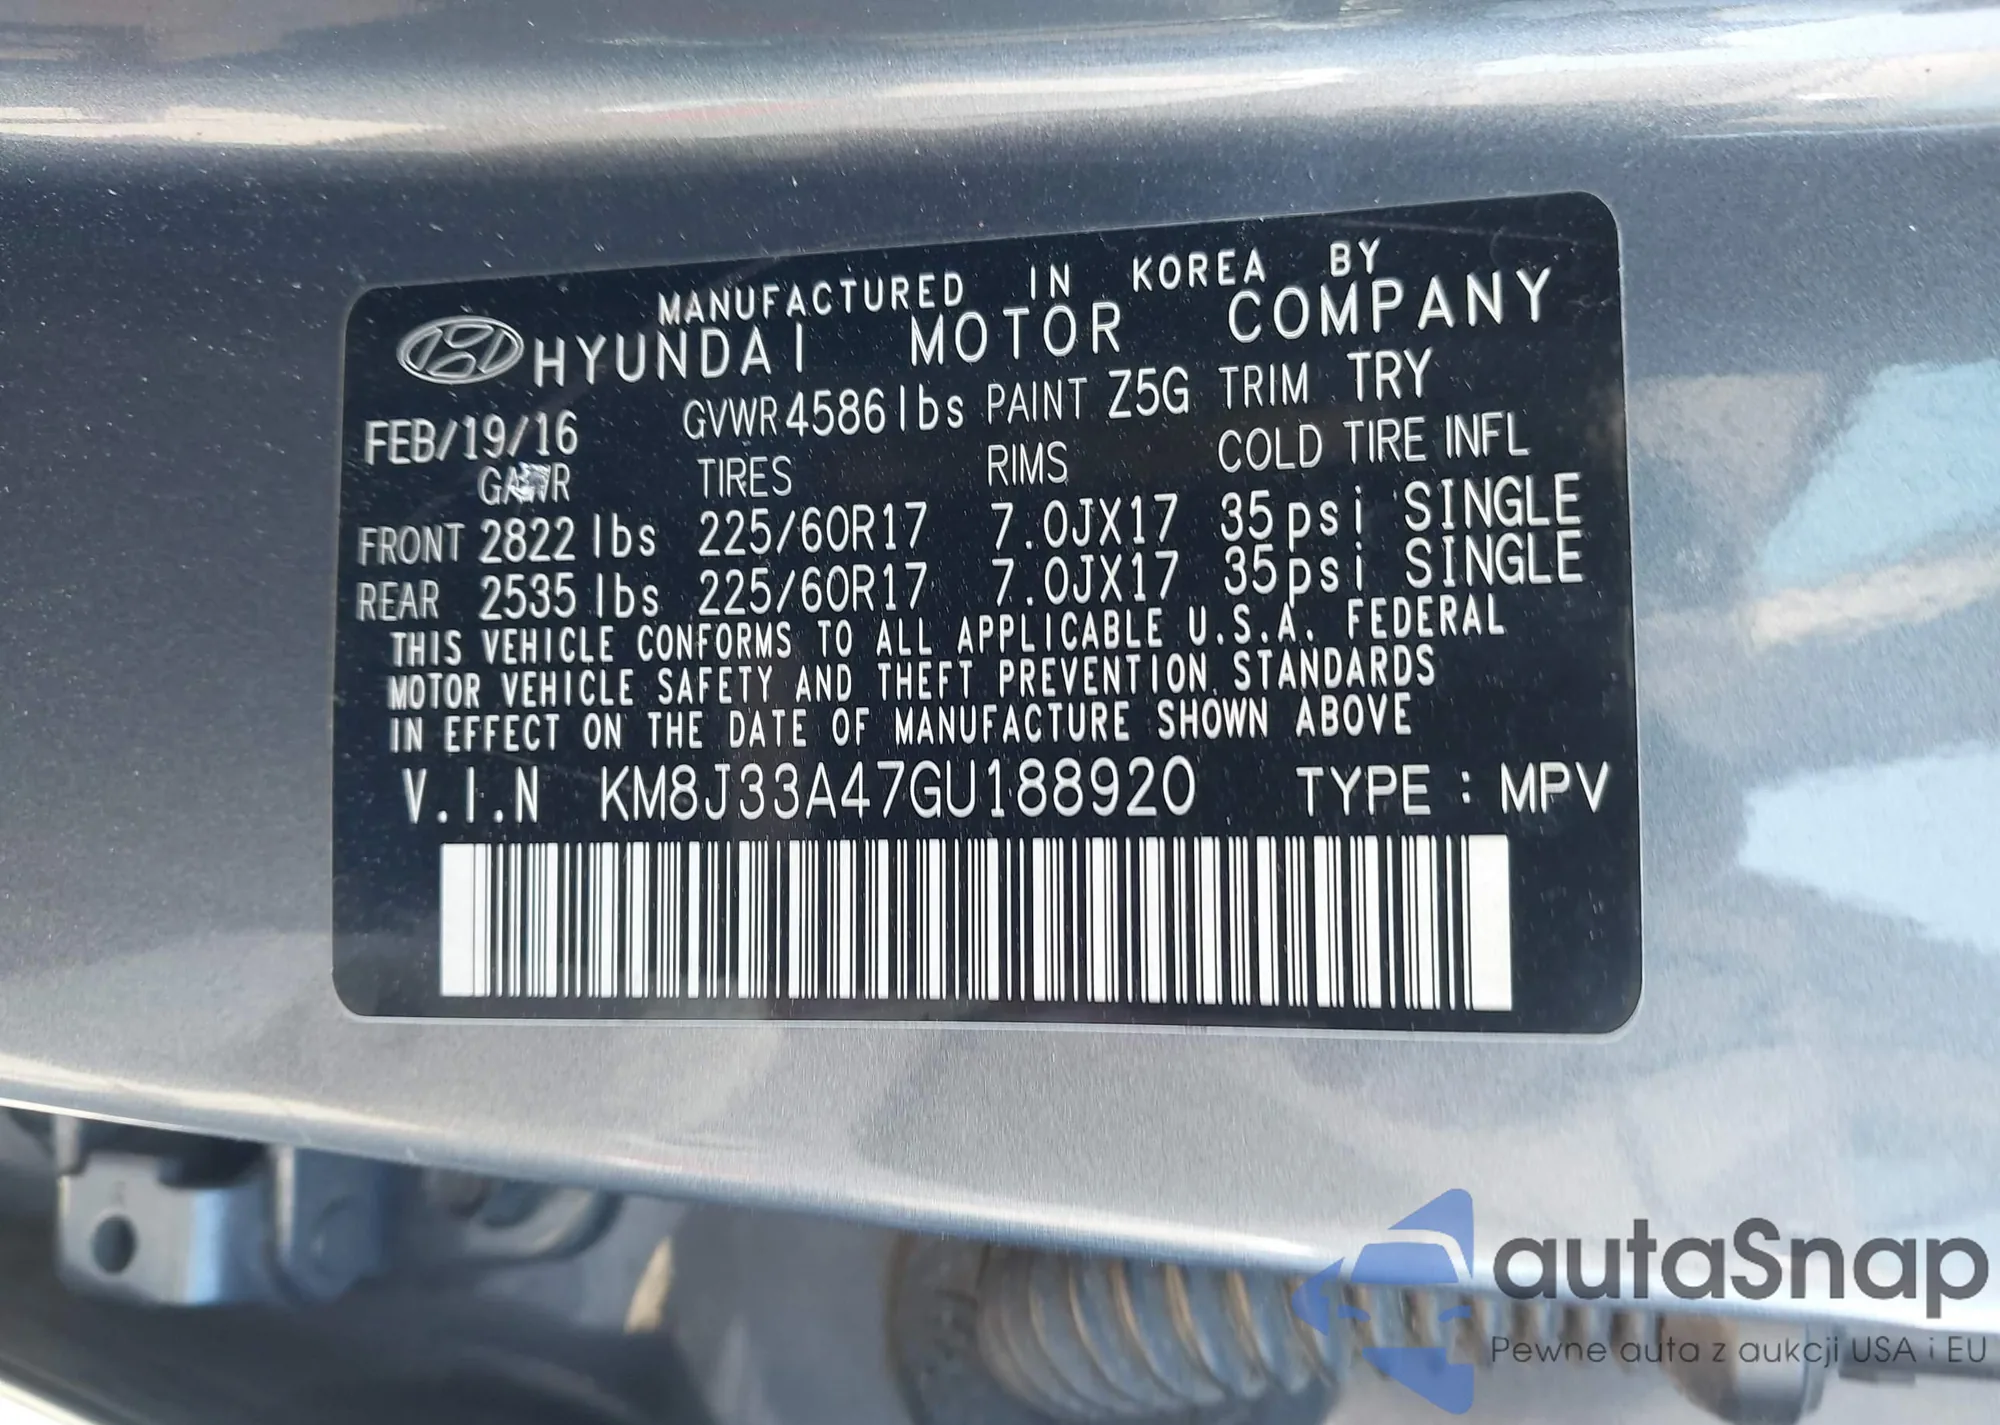 MANUFACTURED IN KOREA BY
HYUNDAI MOTOR COMPANY
FEB/19/16 GVWR 4586lbs PAINT Z5G TRIM TRY
GAWR TIRES RIMS COLD TIRE INFL
FRONT 2822 lbs 225/60R17 7.0JX17 35psi SINGLE
REAR 2535 lbs 225/60R17 7.0JX17 35psi SINGLE
THIS VEHICLE CONFORMS TO ALL APPLICABLE U.S.A. FEDERAL
MOTOR VEHICLE SAFETY AND THEFT PREVENTION STANDARDS
IN EFFECT ON THE DATE OF MANUFACTURE SHOWN ABOVE
V.I.N KM8J33A47GU188920 TYPE : MPV
autaSnap
Pewne auta z aukcji USA i EU